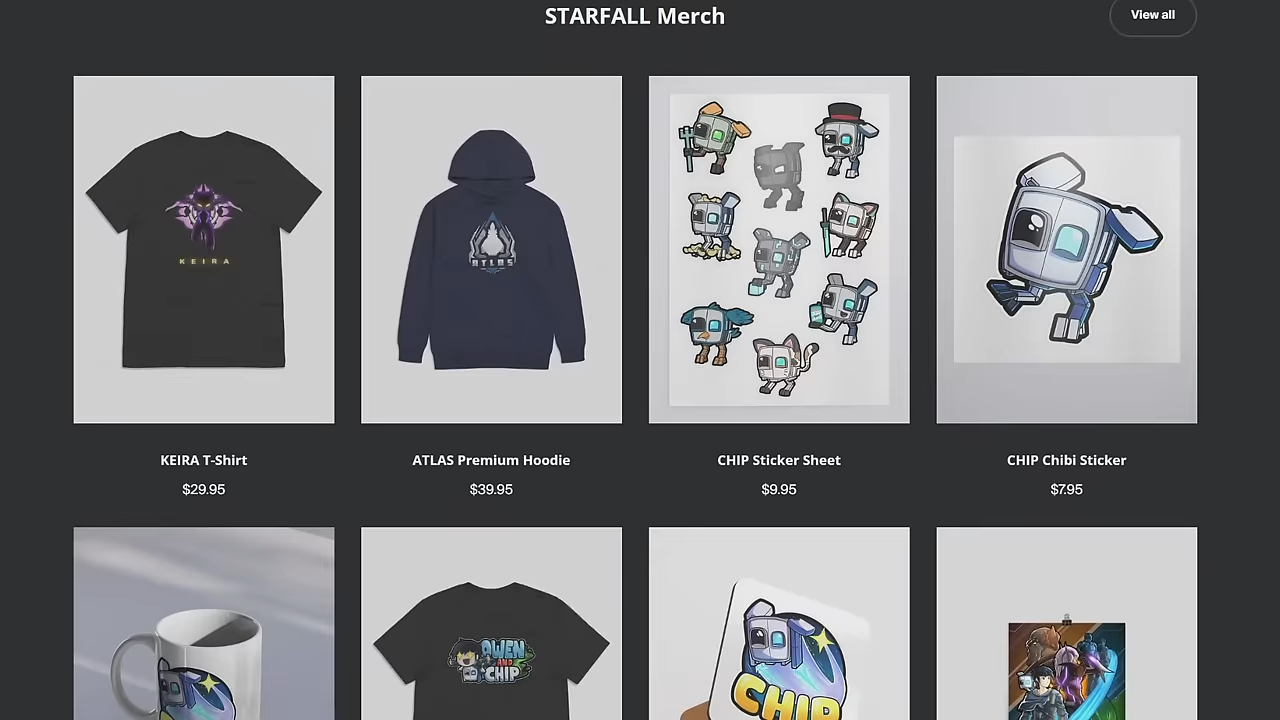 STARFALL Merch
View all
KEIRA
ATLAS
KEIRA T-Shirt
$29.95
ATLAS Premium Hoodie
$39.95
CHIP Sticker Sheet
$9.95
CHIP Chibi Sticker
$7.95
OWEN
AND
CHIP
CHIP